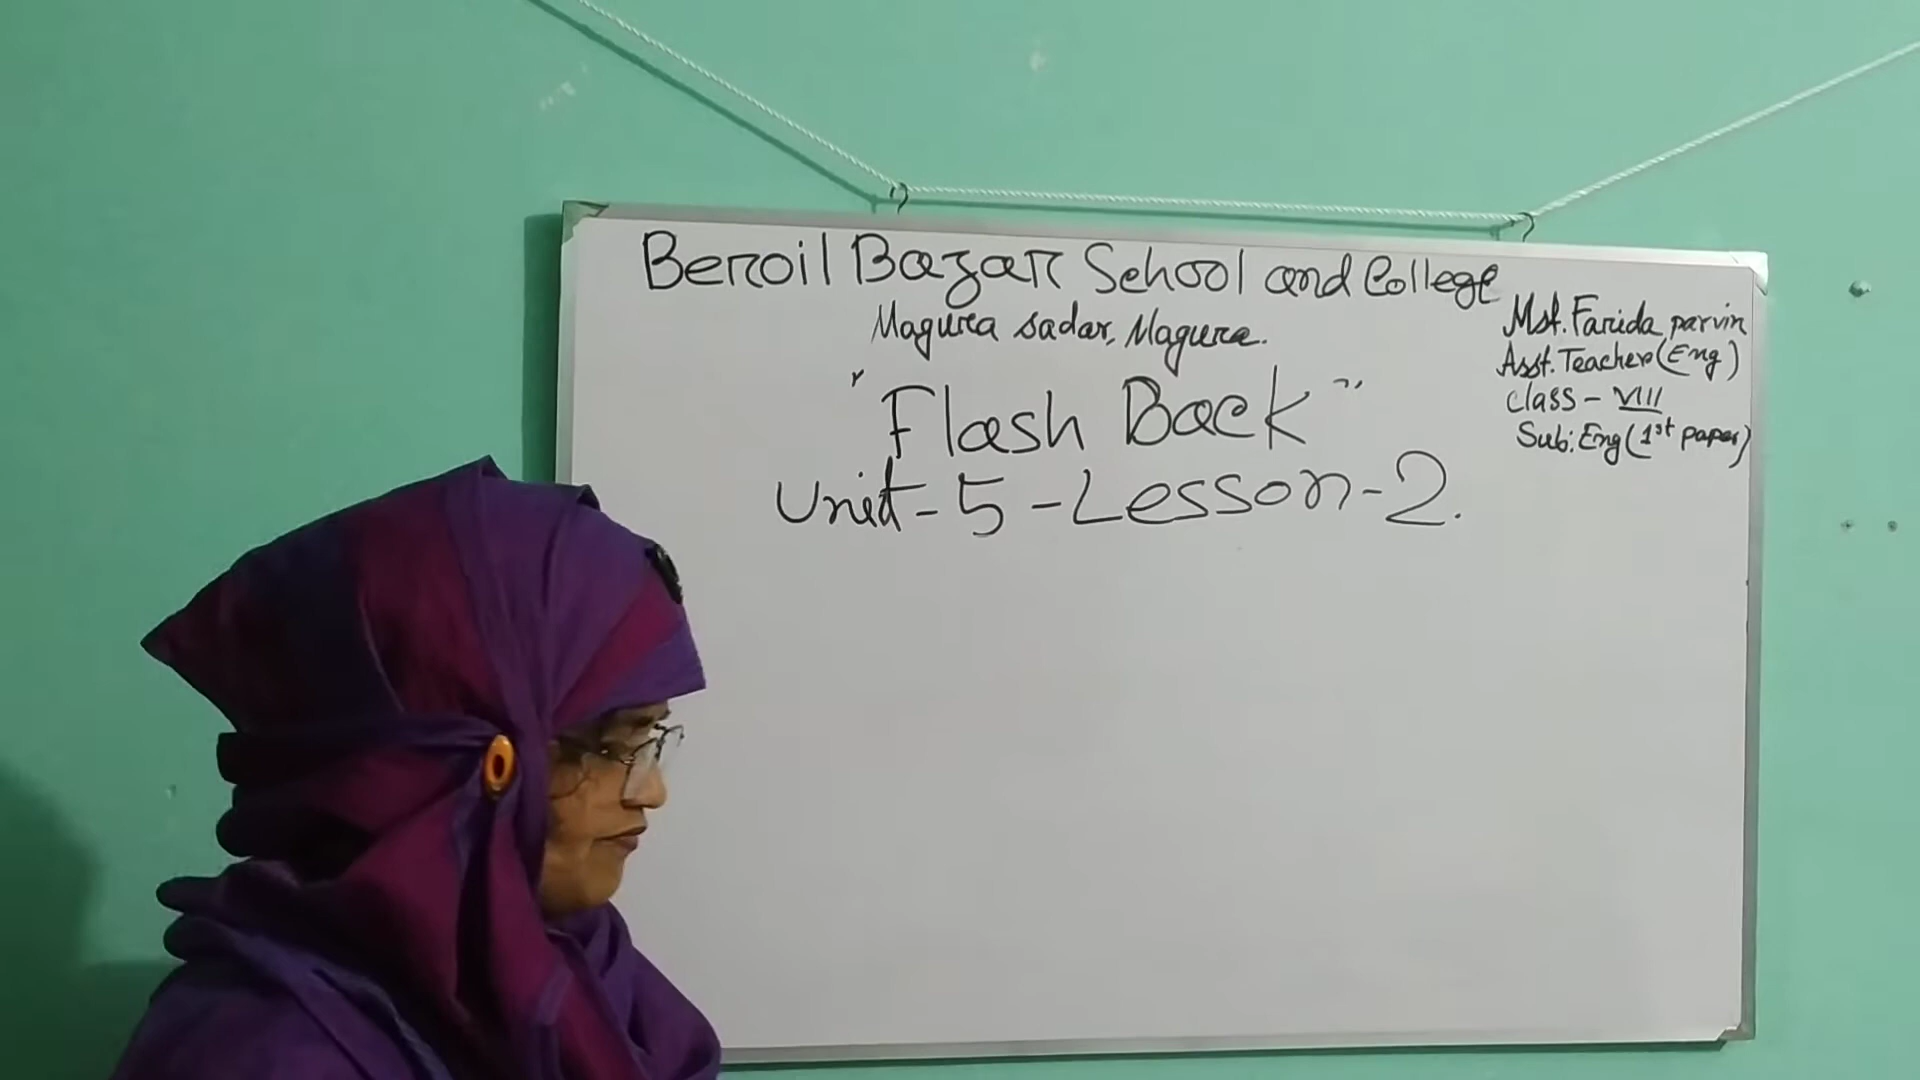 Beroil Bazar School and College
Magura sadar, Magura.
"Flash Back"
Unit-5-Lesson-2.
Mst. Farida parvin
Asst. Teacher (Eng)
Class - VIII
Sub: Eng (1st paper)